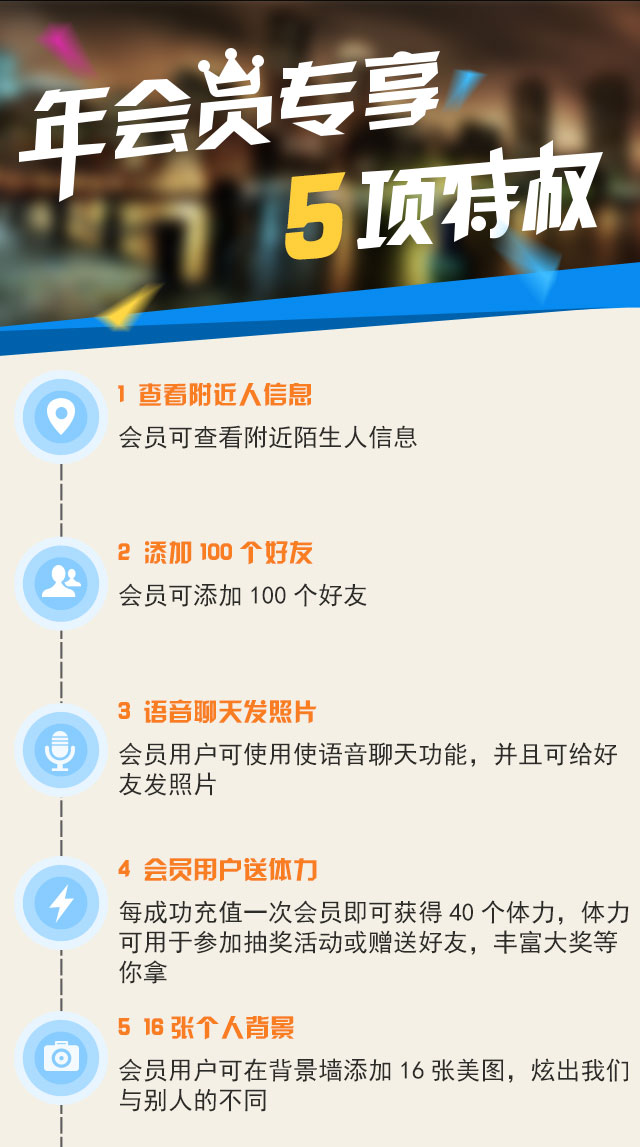 年会员专享
5项特权
1 查看附近人信息
会员可查看附近陌生人信息
2 添加 100 个好友
会员可添加 100 个好友
3 语音聊天发照片
会员用户可使用使语音聊天功能，并且可给好
友发照片
4 会员用户送体力
每成功充值一次会员即可获得 40 个体力，体力
可用于参加抽奖活动或赠送好友，丰富大奖等
你拿
5 16 张个人背景
会员用户可在背景墙添加 16 张美图，炫出我们
与别人的不同